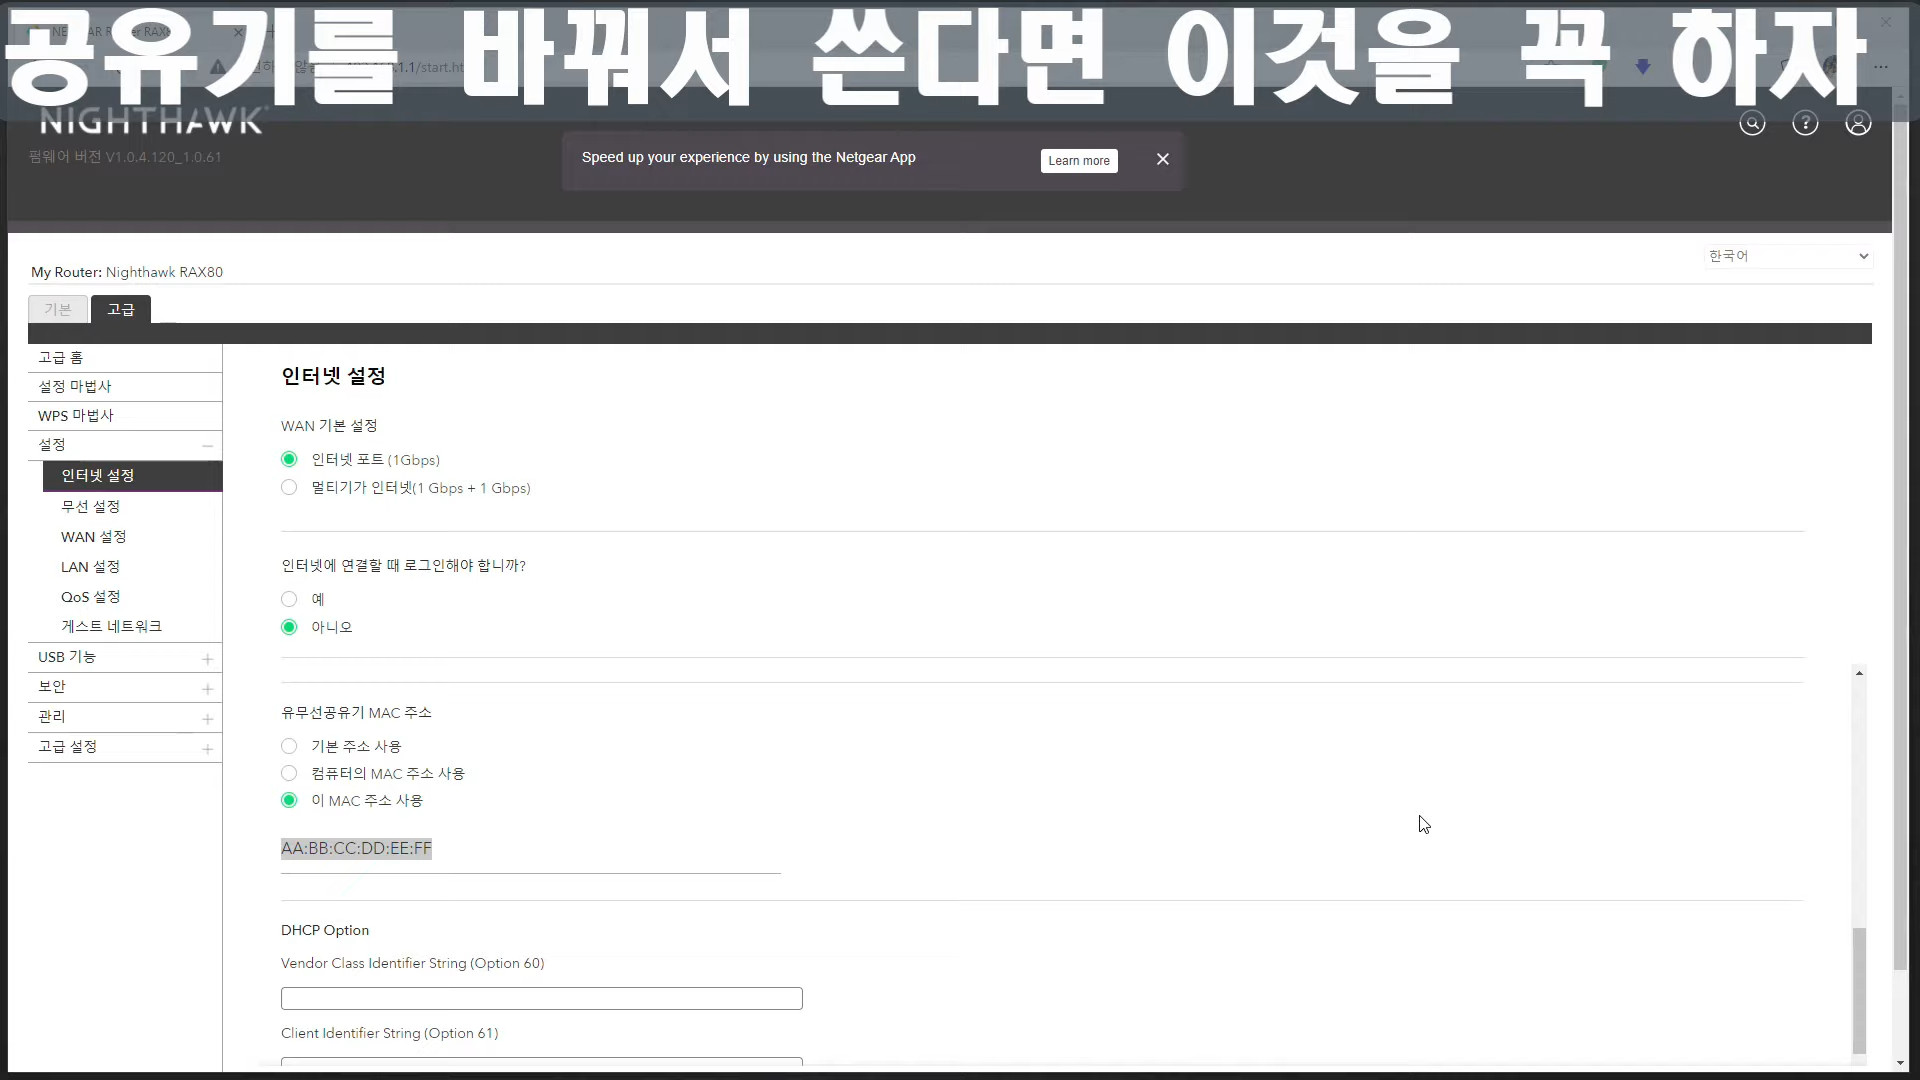 공유기를 바꿔서 쓴다면 이것을 꼭 하자
NIGHTHAWK
펌웨어 버전 V1.0.4.120_1.0.61
Speed up your experience by using the Netgear App
Learn more
한국어
My Router: Nighthawk RAX80
기본
고급
고급 홈
설정 마법사
WPS 마법사
설정
인터넷 설정
무선 설정
WAN 설정
LAN 설정
QoS 설정
게스트 네트워크
USB 기능
보안
관리
고급 설정
인터넷 설정
WAN 기본 설정
인터넷 포트 (1Gbps)
멀티기가 인터넷(1 Gbps + 1 Gbps)
인터넷에 연결할 때 로그인해야 합니까?
예
아니오
유무선공유기 MAC 주소
기본 주소 사용
컴퓨터의 MAC 주소 사용
이 MAC 주소 사용
AA:BB:CC:DD:EE:FF
DHCP Option
Vendor Class Identifier String (Option 60)
Client Identifier String (Option 61)